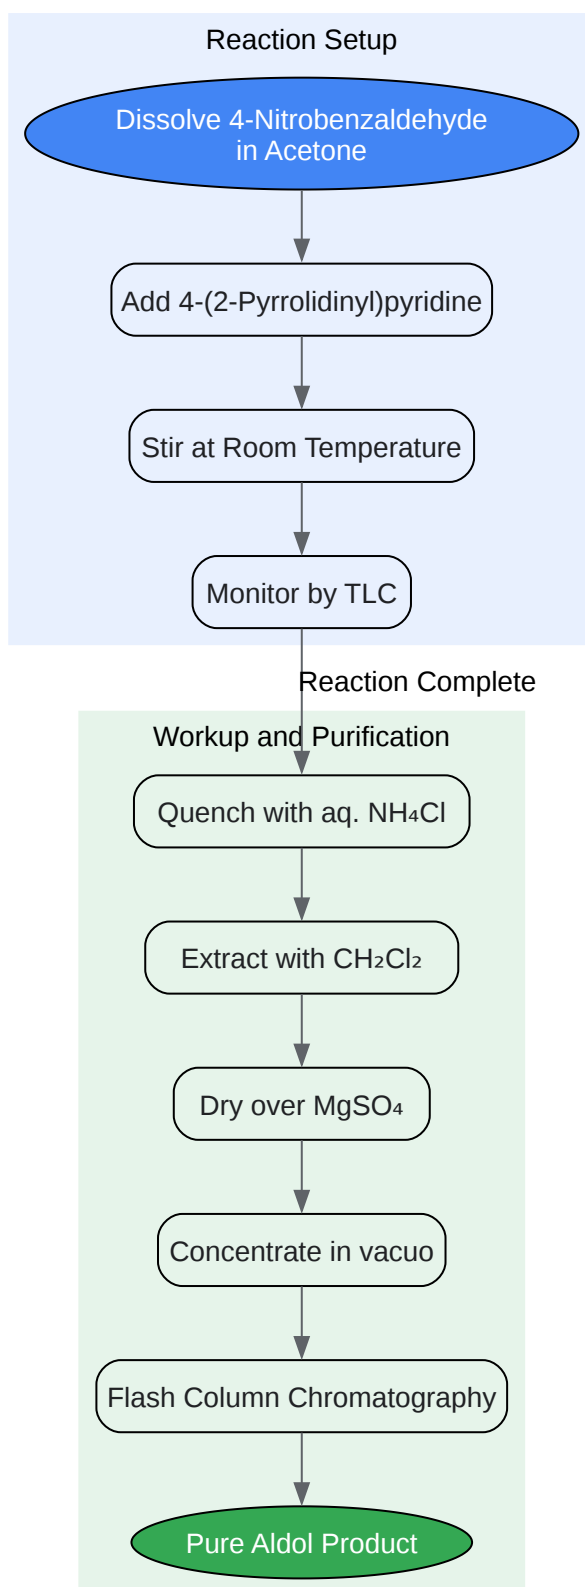 Reaction Setup
Dissolve 4-Nitrobenzaldehyde
in Acetone
Add 4-(2-Pyrrolidinyl)pyridine
Stir at Room Temperature
Monitor by TLC
Reaction Complete
Workup and Purification
Quench with aq. NH₄Cl
Extract with CH₂Cl₂
Dry over MgSO₄
Concentrate in vacuo
Flash Column Chromatography
Pure Aldol Product